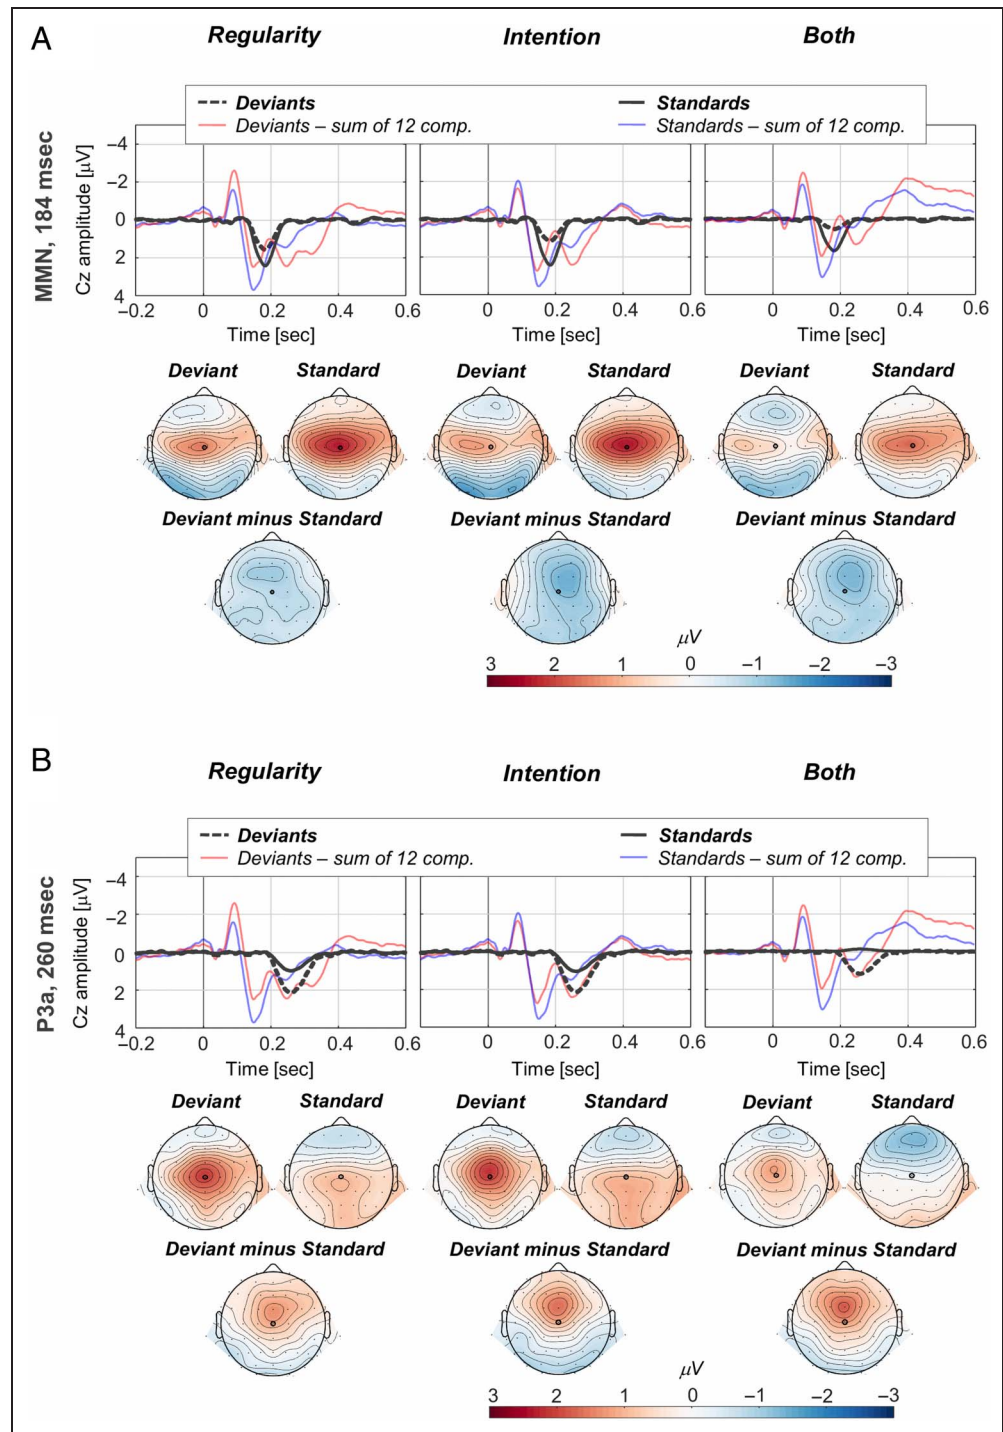 A
Regularity Intention Both
Deviants Standards
Deviants – sum of 12 comp. Standards – sum of 12 comp.
MMN, 184 msec
Cz amplitude [μV]
−4
−2
0
2
4
−0.2 0 0.2 0.4 0.6 0 0.2 0.4 0.6 0 0.2 0.4 0.6
Time [sec] Time [sec] Time [sec]
Deviant Standard Deviant Standard Deviant Standard
Deviant minus Standard Deviant minus Standard Deviant minus Standard
μV
3 2 1 0 −1 −2 −3
B
Regularity Intention Both
Deviants Standards
Deviants – sum of 12 comp. Standards – sum of 12 comp.
P3a, 260 msec
Cz amplitude [μV]
−4
−2
0
2
4
−0.2 0 0.2 0.4 0.6 0 0.2 0.4 0.6 0 0.2 0.4 0.6
Time [sec] Time [sec] Time [sec]
Deviant Standard Deviant Standard Deviant Standard
Deviant minus Standard Deviant minus Standard Deviant minus Standard
μV
3 2 1 0 −1 −2 −3